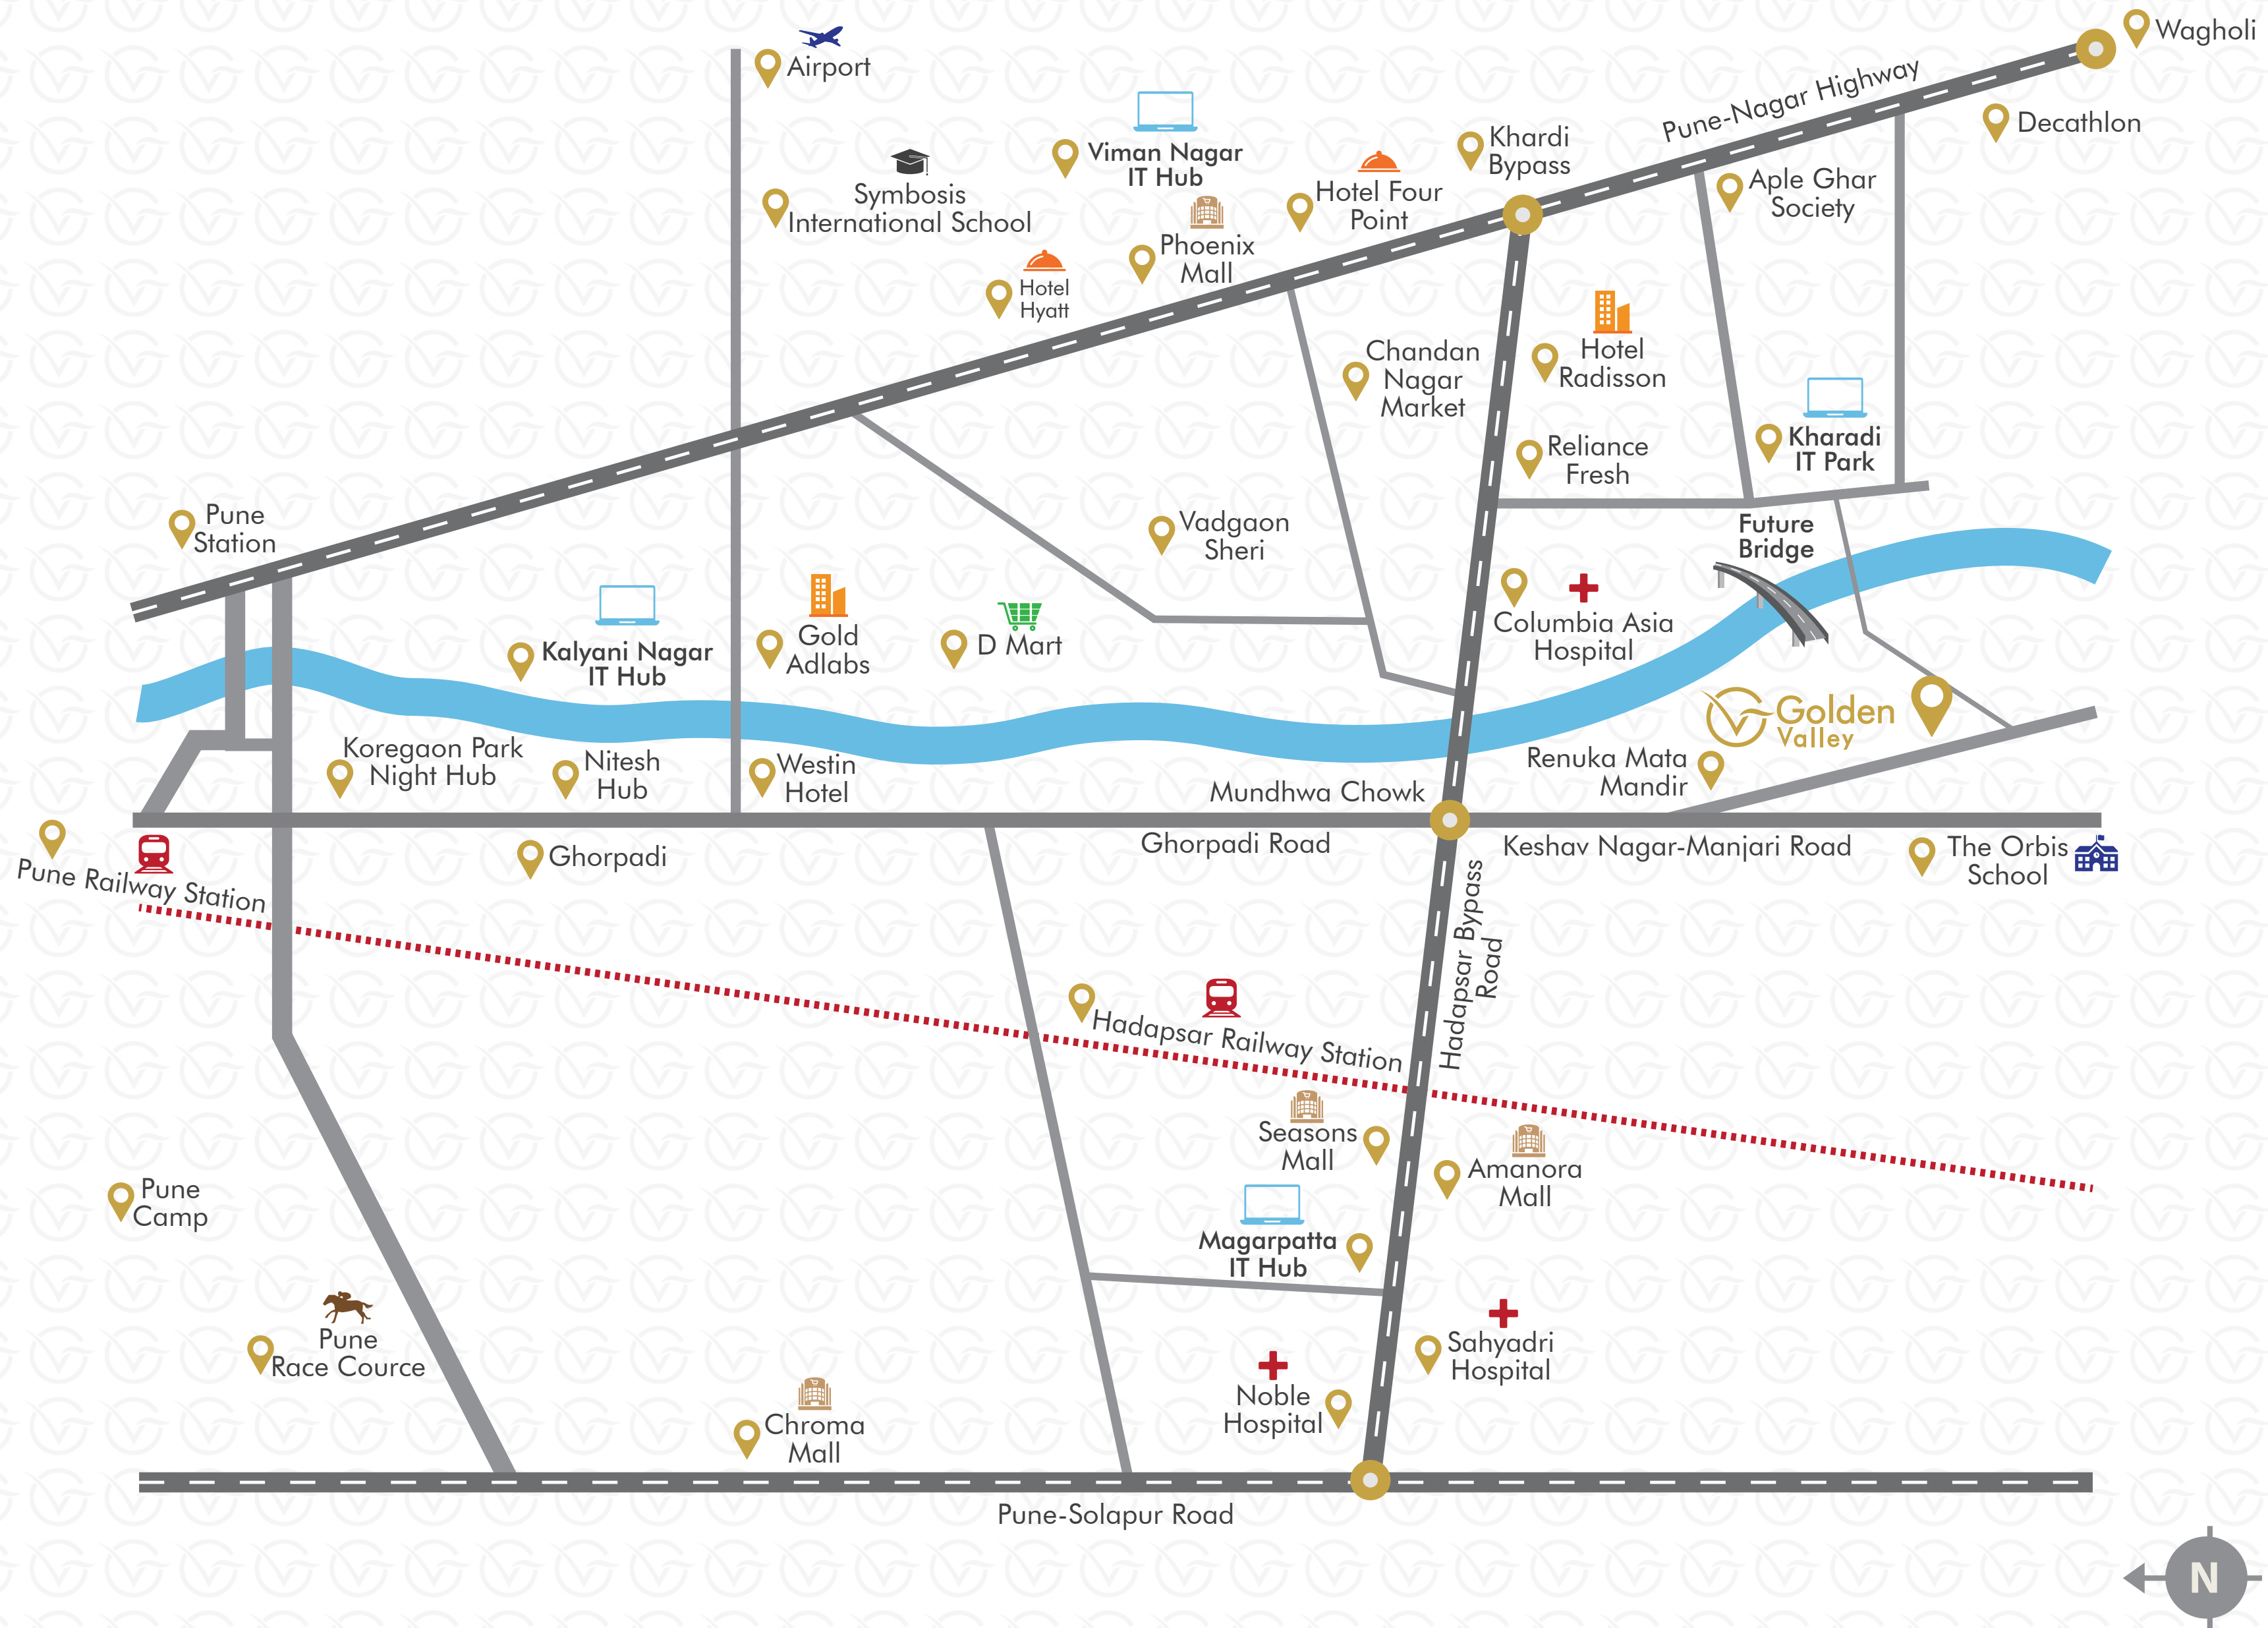 Wagholi
Airport
Pune-Nagar Highway
Decathlon
Khardi
Bypass
Viman Nagar
IT Hub
Symbosis
International School
Hotel Four
Point
Aple Ghar
Society
Phoenix
Mall
Hotel
Hyatt
Chandan
Nagar
Market
Hotel
Radisson
Reliance
Fresh
Kharadi
IT Park
Pune
Station
Vadgaon
Sheri
Future
Bridge
Kalyani Nagar
IT Hub
Gold
Adlabs
D Mart
Columbia Asia
Hospital
Golden
Valley
Koregaon Park
Night Hub
Nitesh
Hub
Westin
Hotel
Renuka Mata
Mandir
Mundhwa Chowk
Ghorpadi
Ghorpadi Road
Keshav Nagar-Manjari Road
The Orbis
School
Pune Railway Station
Hadapsar Bypass
Road
Hadapsar Railway Station
Seasons
Mall
Amanora
Mall
Pune
Camp
Magarpatta
IT Hub
Pune
Race Cource
Sahyadri
Hospital
Noble
Hospital
Chroma
Mall
Pune-Solapur Road
N